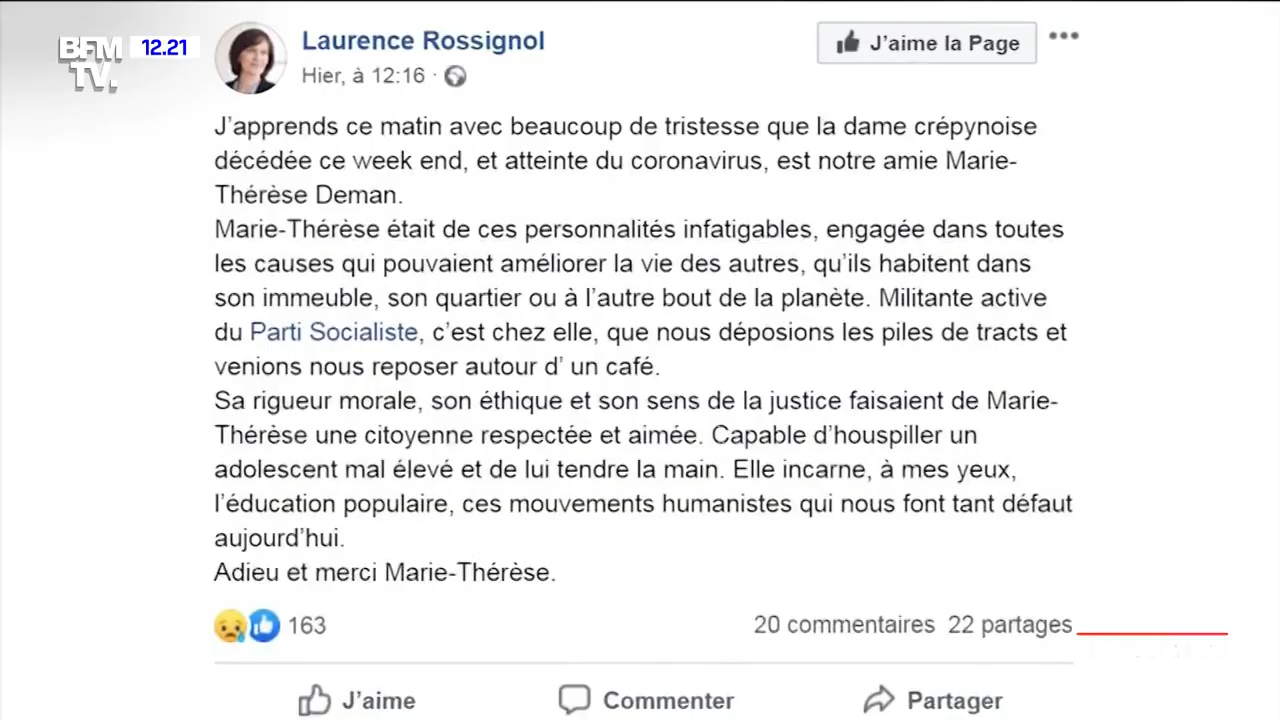 BFM
TV.
12.21
Laurence Rossignol
Hier, à 12:16 ·
J'aime la Page
J'apprends ce matin avec beaucoup de tristesse que la dame crépynoise
décédée ce week end, et atteinte du coronavirus, est notre amie Marie-
Thérèse Deman.
Marie-Thérèse était de ces personnalités infatigables, engagée dans toutes
les causes qui pouvaient améliorer la vie des autres, qu'ils habitent dans
son immeuble, son quartier ou à l'autre bout de la planète. Militante active
du Parti Socialiste, c'est chez elle, que nous déposions les piles de tracts et
venions nous reposer autour d' un café.
Sa rigueur morale, son éthique et son sens de la justice faisaient de Marie-
Thérèse une citoyenne respectée et aimée. Capable d'houspiller un
adolescent mal élevé et de lui tendre la main. Elle incarne, à mes yeux,
l'éducation populaire, ces mouvements humanistes qui nous font tant défaut
aujourd'hui.
Adieu et merci Marie-Thérèse.
163
20 commentaires 22 partages
J'aime
Commenter
Partager